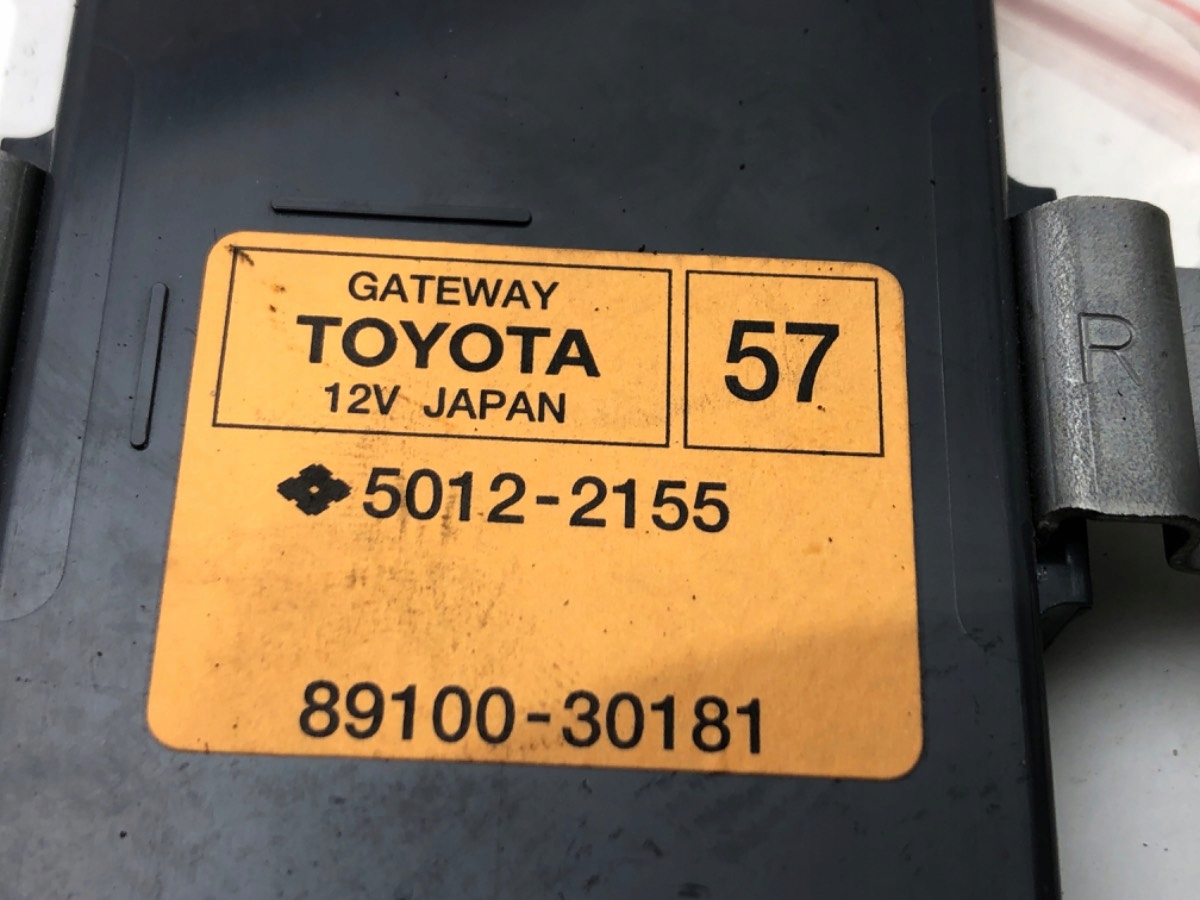 GATEWAY
TOYOTA
12V JAPAN
57
5012-2155
89100-30181
R